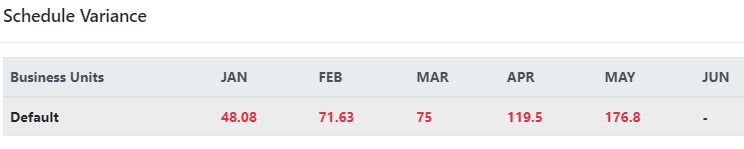 Schedule Variance
Business Units JAN FEB MAR APR MAY JUN
Default 48.08 71.63 75 119.5 176.8 -